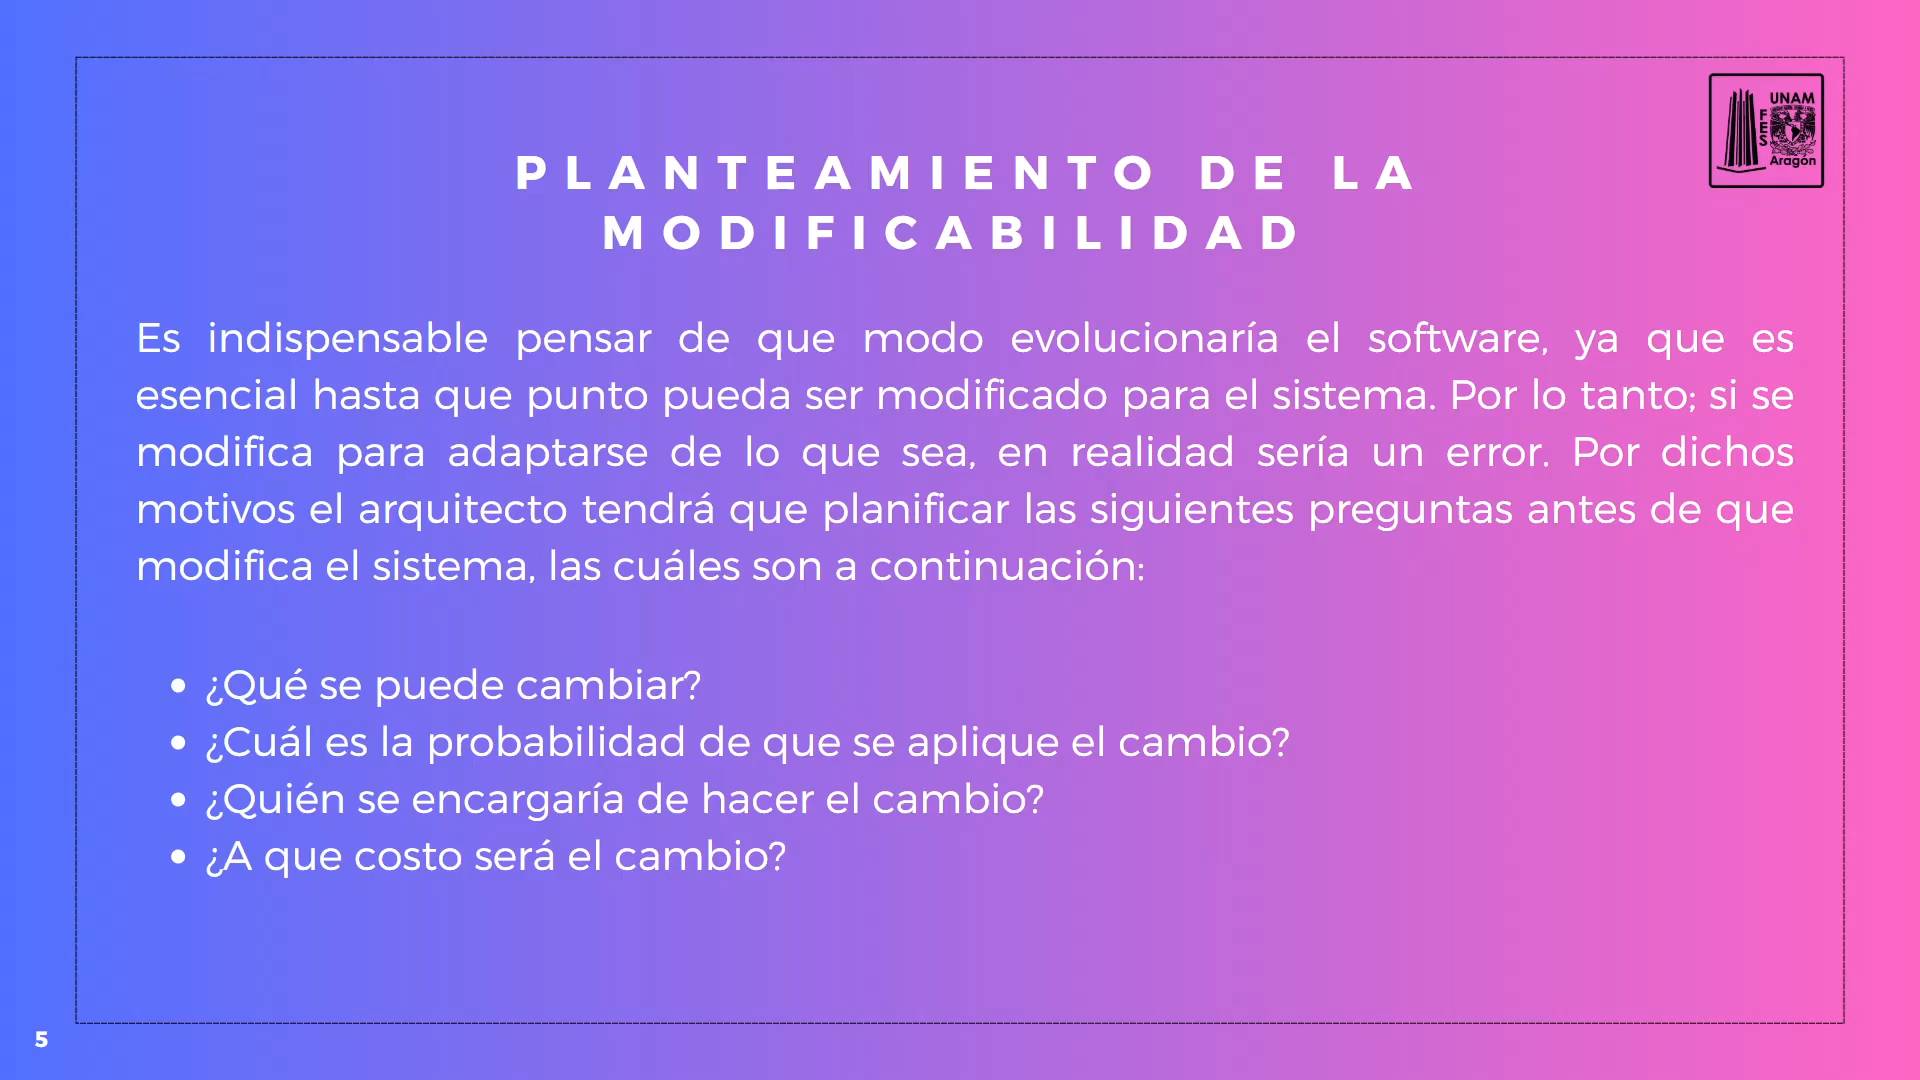 UNAM
FES
Aragón
PLANTEAMIENTO DE LA
MODIFICABILIDAD
Es indispensable pensar de que modo evolucionaría el software, ya que es
esencial hasta que punto pueda ser modificado para el sistema. Por lo tanto; si se
modifica para adaptarse de lo que sea, en realidad sería un error. Por dichos
motivos el arquitecto tendrá que planificar las siguientes preguntas antes de que
modifica el sistema, las cuáles son a continuación:
• ¿Qué se puede cambiar?
• ¿Cuál es la probabilidad de que se aplique el cambio?
• ¿Quién se encargaría de hacer el cambio?
• ¿A que costo será el cambio?
5